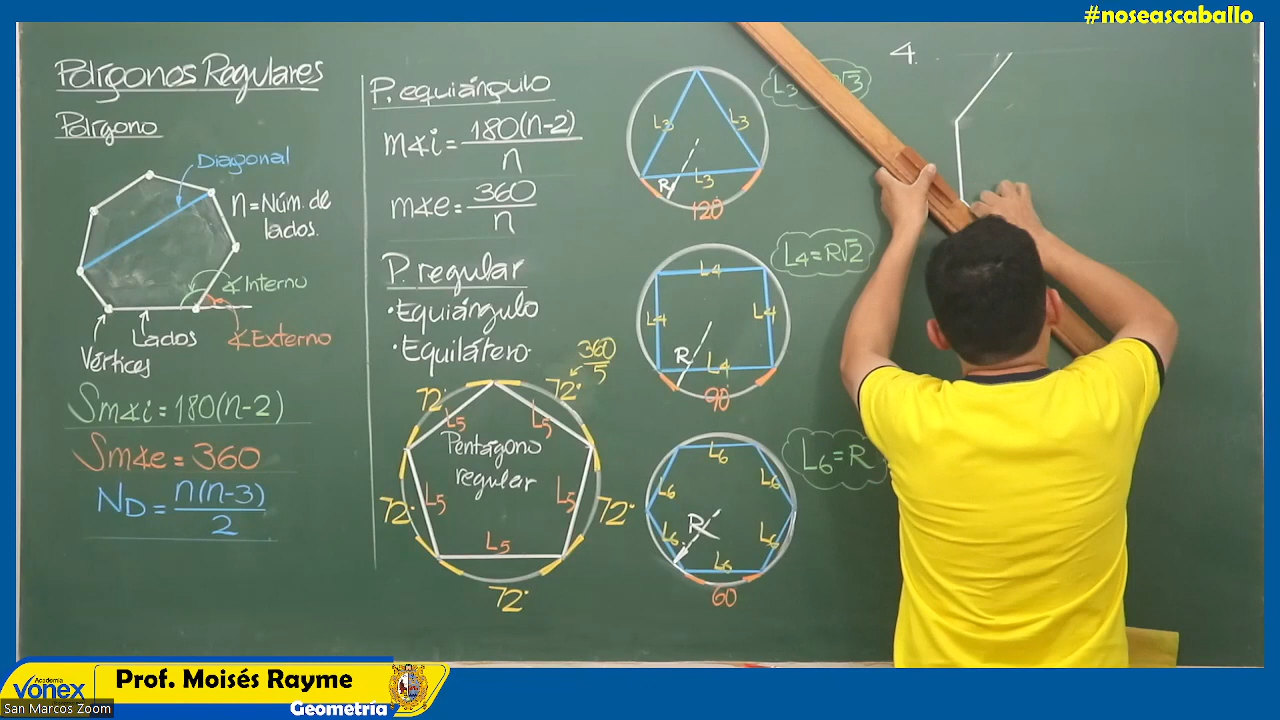 #noseascaballo
Polígonos Regulares
Polígono
Diagonal
n=Núm. de
lados.
∡Interno
∡Externo
Lados
Vértices
Sm∡i=180(n-2)
Sm∡e=360
ND=n(n-3)/2
P. equiángulo
m∡i=180(n-2)/n
m∡e=360/n
P. regular
•Equiángulo
•Equilátero.
360/5
72°
72°
L5
L5
Pentágono
regular
L5
L5
72°
72°
L5
72°
L3
L3
L3
R
120
L4=R√2
L4
L4
L4
R
L4
90
L6=R
L6
L6
L6
R
L6
L6
L6
60
4.
Academia
VONEX
Prof. Moisés Rayme
Geometría
San Marcos Zoom